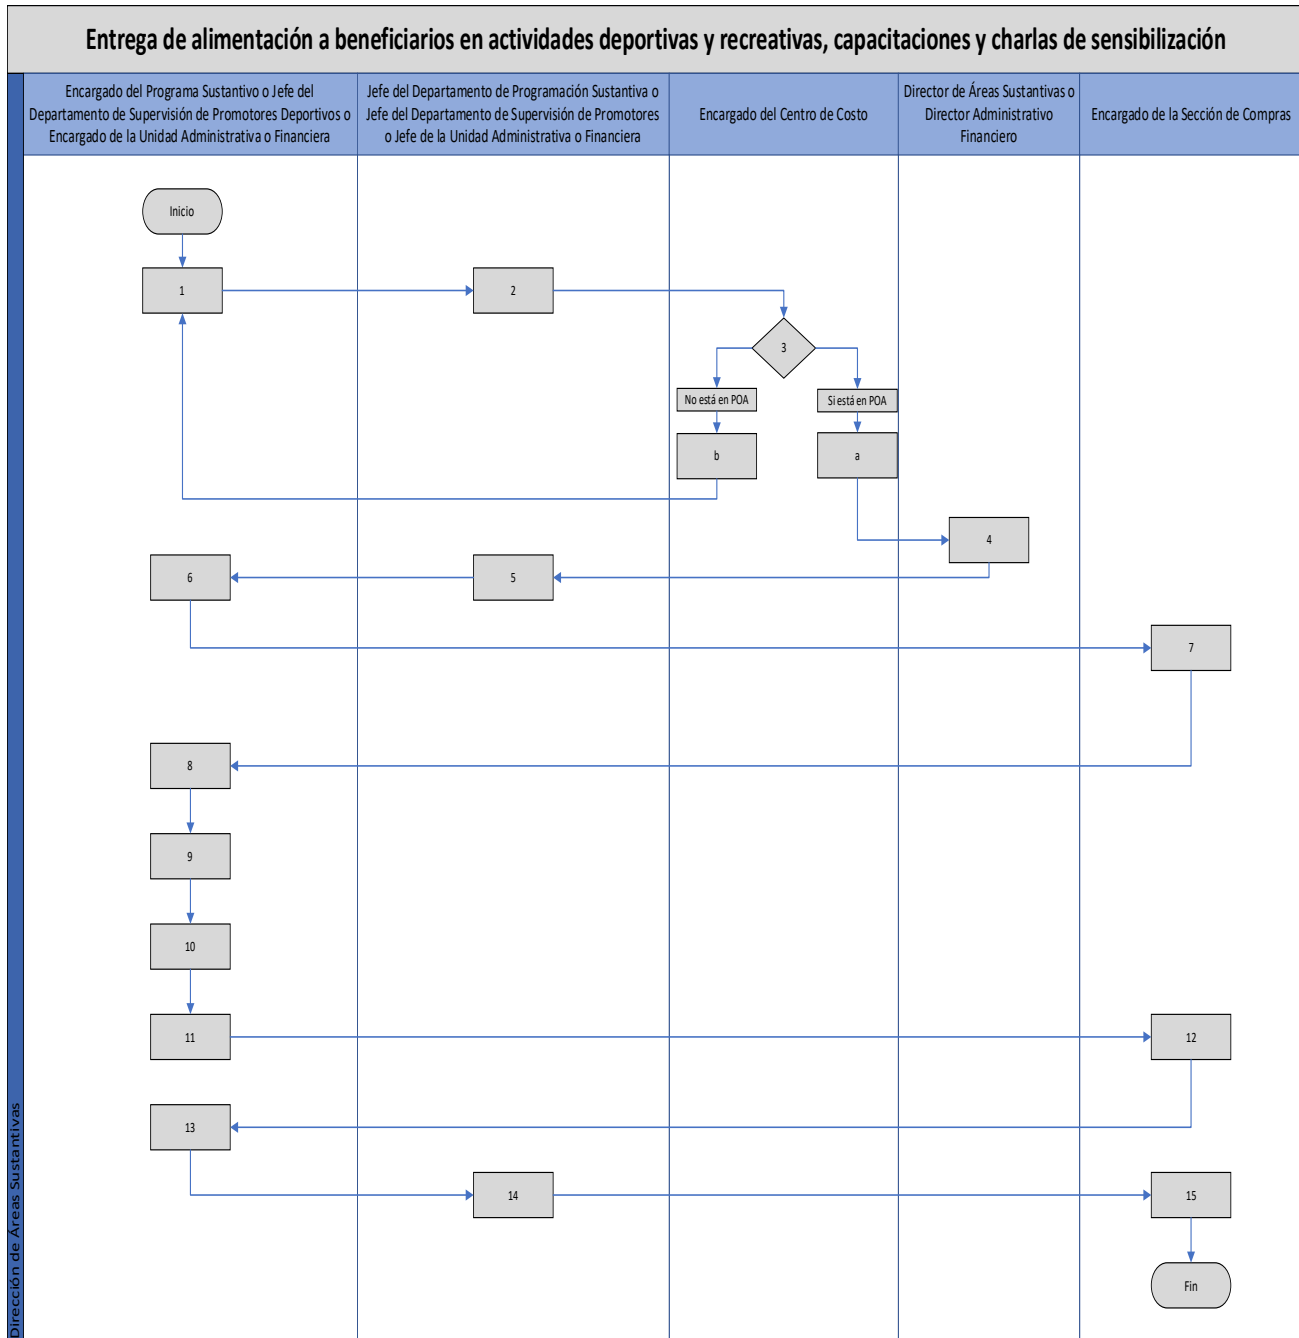 Entrega de alimentación a beneficiarios en actividades deportivas y recreativas, capacitaciones y charlas de sensibilización
Encargado del Programa Sustantivo o Jefe del
Departamento de Supervisión de Promotores Deportivos o
Encargado de la Unidad Administrativa o Financiera
Jefe del Departamento de Programación Sustantiva o
Jefe del Departamento de Supervisión de Promotores
o Jefe de la Unidad Administrativa o Financiera
Encargado del Centro de Costo
Director de Áreas Sustantivas o
Director Administrativo
Financiero
Encargado de la Sección de Compras
Inicio
1
2
3
No está en POA
Si está en POA
b
a
4
6
5
7
8
9
10
11
12
13
14
15
Fin
Dirección de Áreas Sustantivas